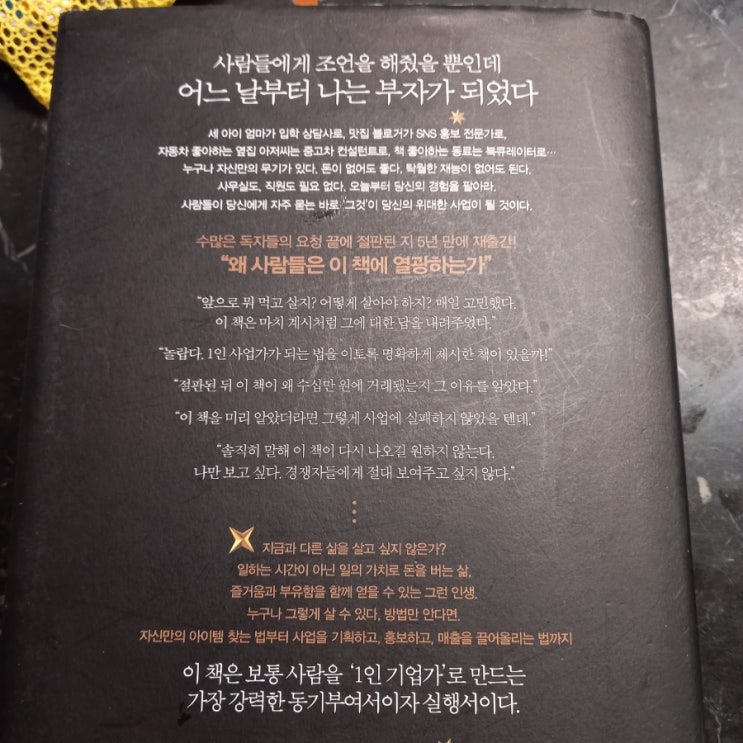 사람들에게 조언을 해줬을 뿐인데
어느 날부터 나는 부자가 되었다
세 아이 엄마가 입학 상담사로, 맛집 블로거가 SNS 홍보 전문가로,
자동차 좋아하는 옆집 아저씨는 중고차 컨설턴트로, 책 좋아하는 동료는 북큐레이터로…
누구나 자신만의 무기가 있다. 돈이 없어도 좋다. 탁월한 재능이 없어도 된다.
사무실도, 직원도 필요 없다. 오늘부터 당신의 경험을 팔아라.
사람들이 당신에게 자주 묻는 바로 '그것'이 당신의 위대한 사업이 될 것이다.
수많은 독자들의 요청 끝에 절판된 지 5년 만에 재출간!
“왜 사람들은 이 책에 열광하는가”
“앞으로 뭐 먹고 살지? 어떻게 살아야 하지? 매일 고민했다.
이 책은 마치 계시처럼 그에 대한 답을 내려주었다.”
“놀랍다. 1인 사업가가 되는 법을 이토록 명확하게 제시한 책이 있을까!”
“절판된 뒤 이 책이 왜 수십만 원에 거래됐는지 그 이유를 알았다.”
“이 책을 미리 알았더라면 그렇게 사업에 실패하지 않았을 텐데.”
“솔직히 말해 이 책이 다시 나오길 원하지 않는다.
나만 보고 싶다. 경쟁자들에게 절대 보여주고 싶지 않다.”
지금과 다른 삶을 살고 싶지 않은가?
일하는 시간이 아닌 일의 가치로 돈을 버는 삶,
즐거움과 부유함을 함께 얻을 수 있는 그런 인생.
누구나 그렇게 살 수 있다, 방법만 안다면.
자신만의 아이템 찾는 법부터 사업을 기획하고, 홍보하고, 매출을 끌어올리는 법까지
이 책은 보통 사람을 '1인 기업가'로 만드는
가장 강력한 동기부여서이자 실행서이다.